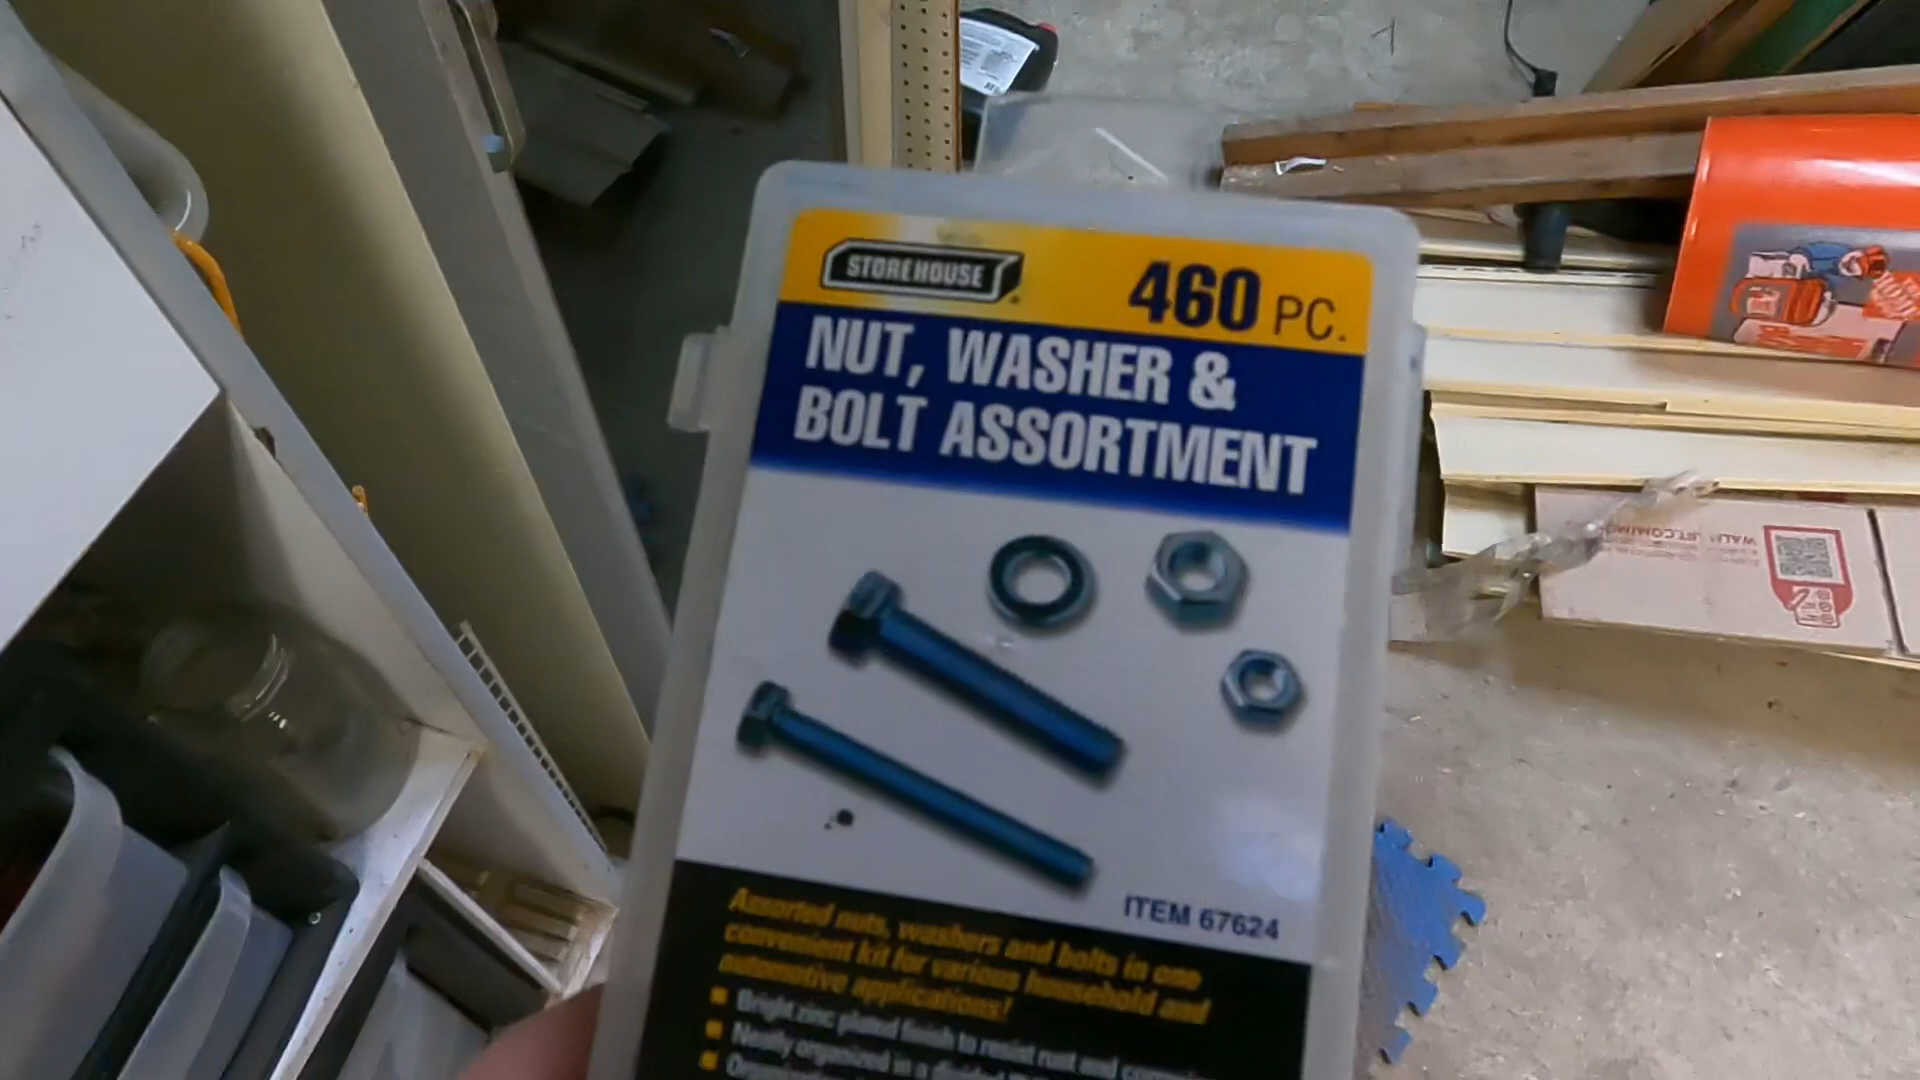 STOREHOUSE
460 PC.
NUT, WASHER &
BOLT ASSORTMENT
ITEM 67624
Assorted nuts, washers and bolts in one
convenient kit for various household and
automotive applications!
Bright zinc plated finish to resist rust and
Neatly organized in a divided